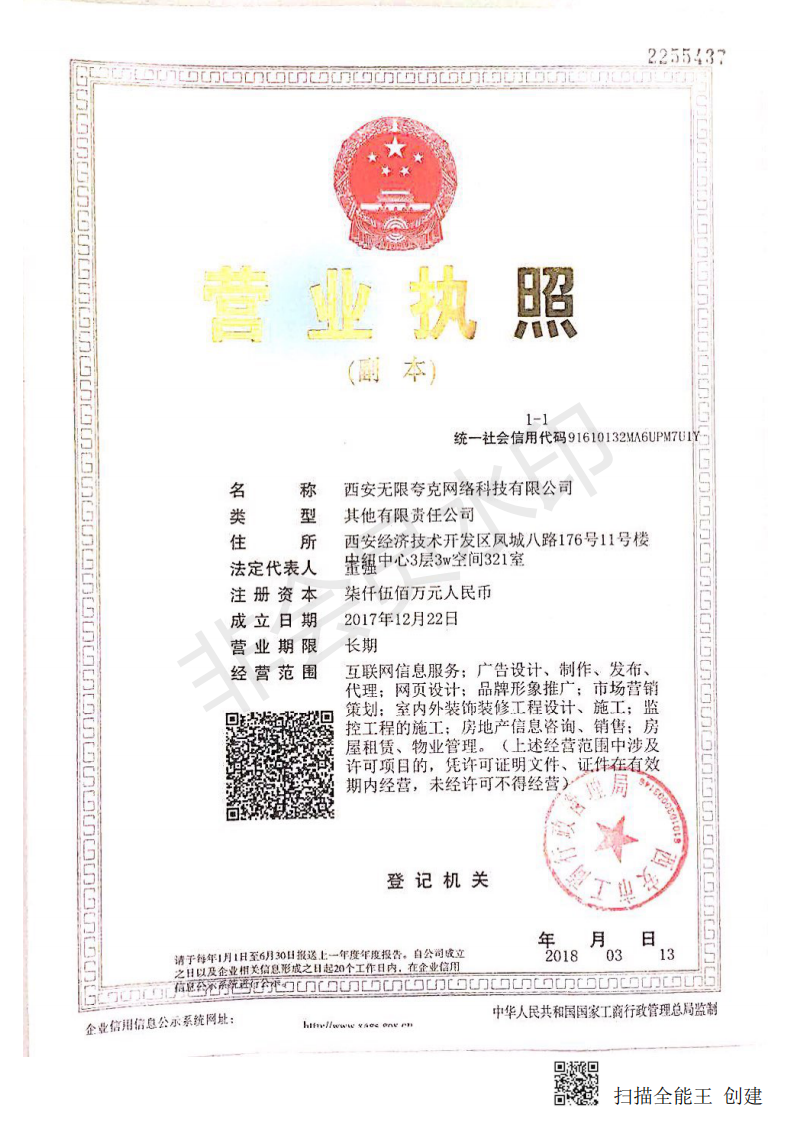 2255437
营业执照
(副 本)
1-1
统一社会信用代码91610132MA6UPM7U1Y
名 称 西安无限夸克网络科技有限公司
类 型 其他有限责任公司
住 所 西安经济技术开发区凤城八路176号11号楼
中纽中心3层3w空间321室
法定代表人 董强
注册资本 柒仟伍佰万元人民币
成立日期 2017年12月22日
营业期限 长期
经营范围 互联网信息服务;广告设计、制作、发布、
代理;网页设计;品牌形象推广;市场营销
策划;室内外装饰装修工程设计、施工;监
控工程的施工;房地产信息咨询、销售;房
屋租赁、物业管理。(上述经营范围中涉及
许可项目的,凭许可证明文件、证件在有效
期内经营,未经许可不得经营)
西安市工商行政管理局
登记机关
年 月 日
2018 03 13
请于每年1月1日至6月30日报送上一年度年度报告。自公司成立
之日以及企业相关信息形成之日起20个工作日内,在企业信用
信息公示系统进行公示。
企业信用信息公示系统网址:
http://www.xags.gov.cn
中华人民共和国国家工商行政管理总局监制
非会员水印
扫描全能王 创建